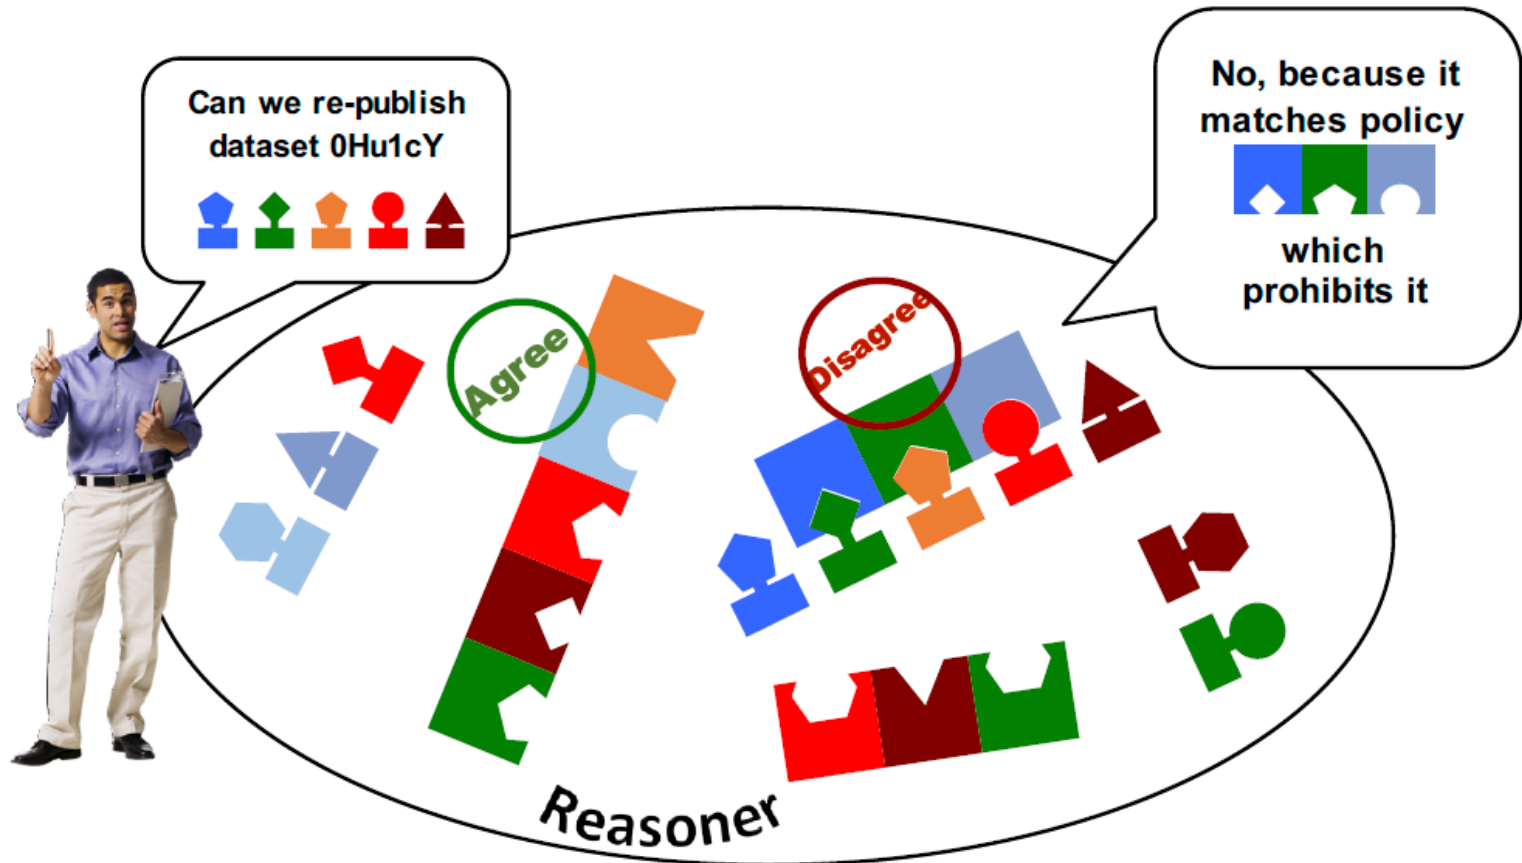 Can we re-publish
dataset 0Hu1cY
No, because it
matches policy
which
prohibits it
Agree
Disagree
Reasoner